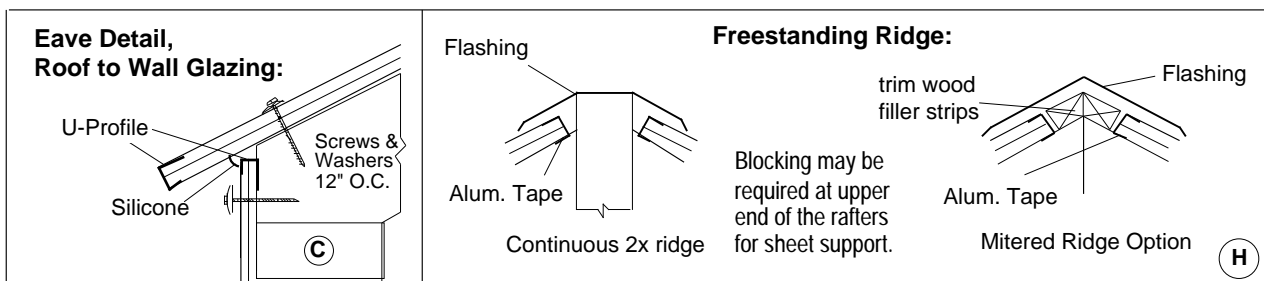 Eave Detail,
Roof to Wall Glazing:
U-Profile
Screws &
Washers
12" O.C.
Silicone
C
Freestanding Ridge:
Flashing
Alum. Tape
Continuous 2x ridge
Blocking may be
required at upper
end of the rafters
for sheet support.
trim wood
filler strips
Flashing
Alum. Tape
Mitered Ridge Option
H